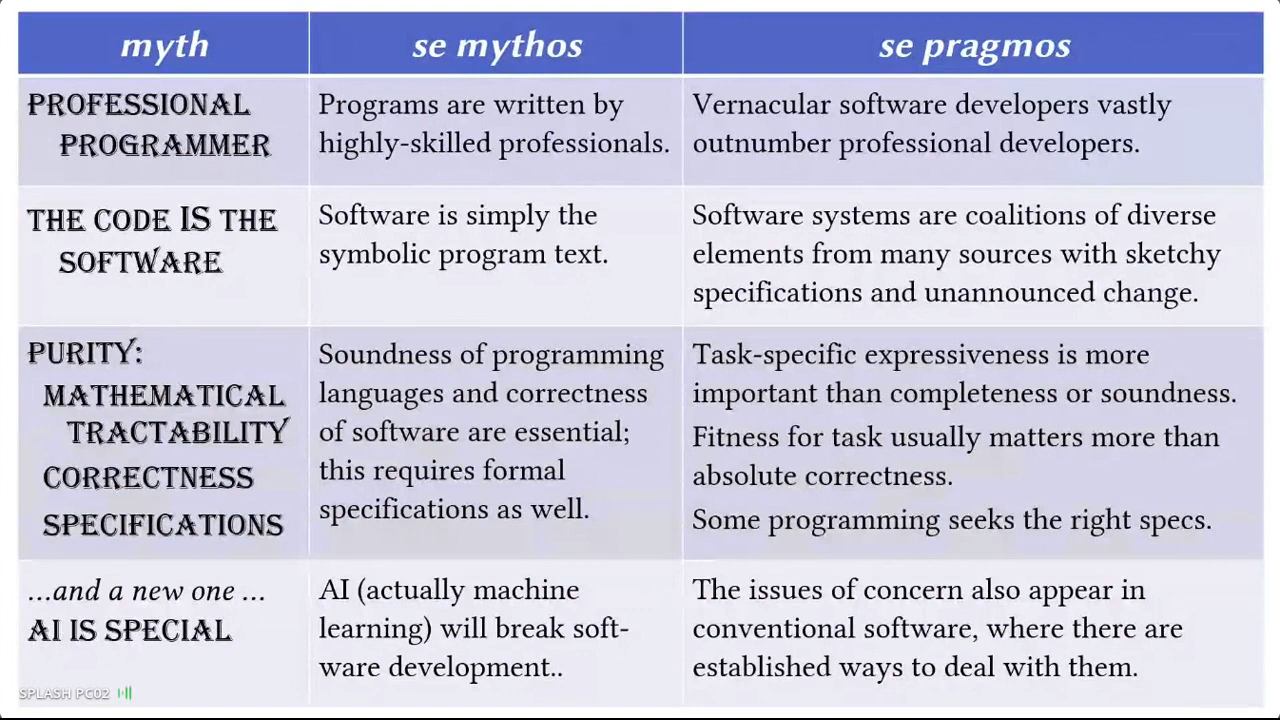 myth
se mythos
se pragmos
PROFESSIONAL
PROGRAMMER
Programs are written by
highly-skilled professionals.
Vernacular software developers vastly
outnumber professional developers.
THE CODE IS THE
SOFTWARE
Software is simply the
symbolic program text.
Software systems are coalitions of diverse
elements from many sources with sketchy
specifications and unannounced change.
PURITY:
MATHEMATICAL
TRACTABILITY
CORRECTNESS
SPECIFICATIONS
Soundness of programming
languages and correctness
of software are essential;
this requires formal
specifications as well.
Task-specific expressiveness is more
important than completeness or soundness.
Fitness for task usually matters more than
absolute correctness.
Some programming seeks the right specs.
...and a new one ...
AI IS SPECIAL
AI (actually machine
learning) will break soft-
ware development..
The issues of concern also appear in
conventional software, where there are
established ways to deal with them.
SPLASH PC02